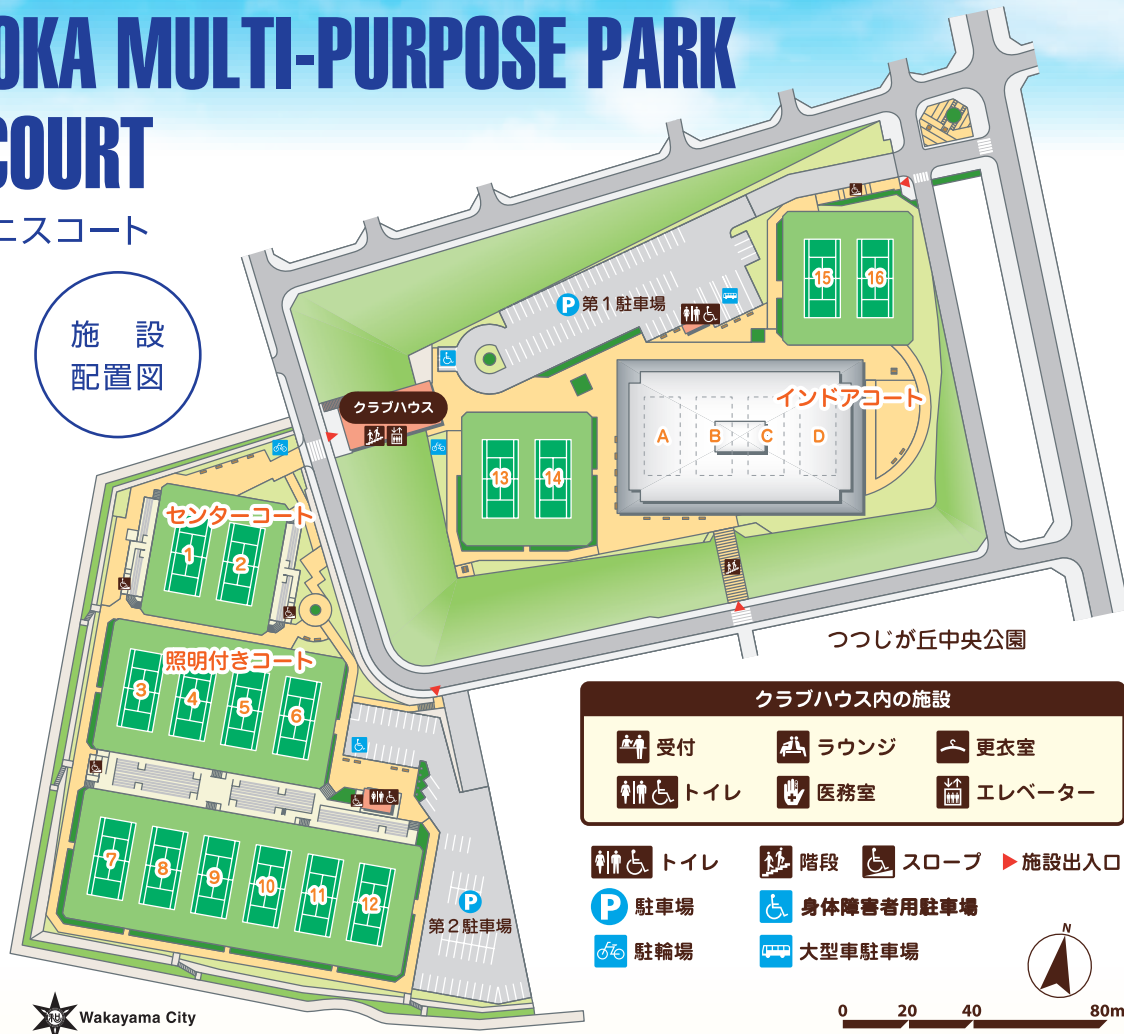 OKA MULTI-PURPOSE PARK
COURT
ニスコート
施 設
配置図
15
16
P 第1駐車場
クラブハウス
インドアコート
A B C D
13
14
センターコート
1
2
照明付きコート
3
4
5
6
7
8
9
10
11
12
P
第2駐車場
つつじが丘中央公園
クラブハウス内の施設
受付 ラウンジ 更衣室
トイレ 医務室 エレベーター
トイレ 階段 スロープ 施設出入口
P 駐車場 身体障害者用駐車場
駐輪場 大型車駐車場
N
0 20 40 80m
Wakayama City